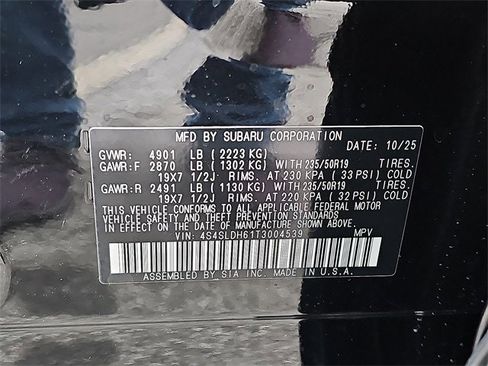 MFD BY SUBARU CORPORATION
DATE: 10/25
GVWR: 4901 LB ( 2223 KG)
GAWR:F 2870 LB ( 1302 KG) WITH 235/50R19 TIRES.
19X7 1/2J RIMS. AT 230 KPA ( 33 PSI) COLD
GAWR:R 2491 LB ( 1130 KG) WITH 235/50R19 TIRES.
19X7 1/2J RIMS. AT 220 KPA ( 32 PSI) COLD
THIS VEHICLE CONFORMS TO ALL APPLICABLE FEDERAL MOTOR
VEHICLE SAFETY AND THEFT PREVENTION STANDARDS
IN EFFECT ON THE DATE OF MANUFACTURE SHOWN ABOVE.
VIN: 4S4SLDH61T3004539 MPV
ASSEMBLED BY SIA INC. MADE IN U.S.A.